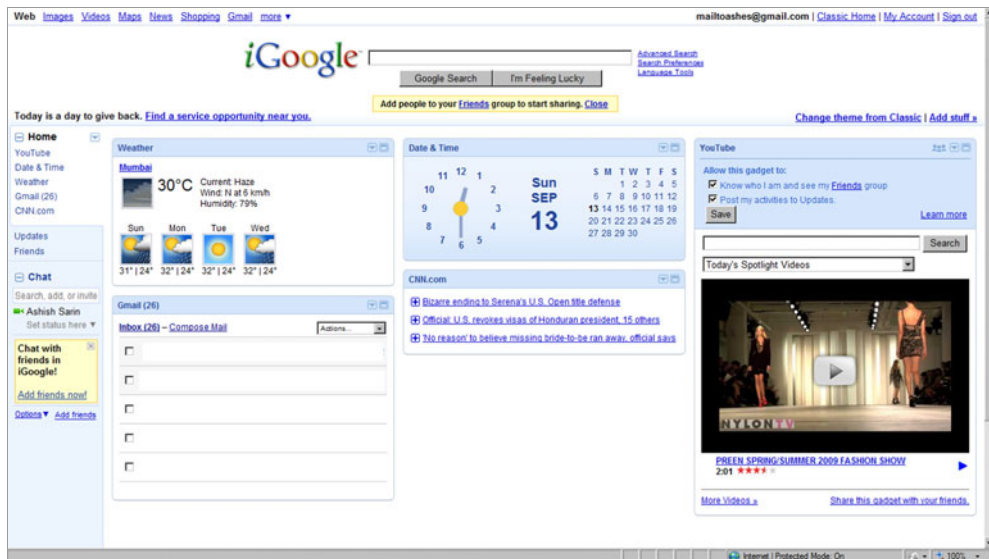 Web Images Videos Maps News Shopping Gmail more ▼
mailtoashes@gmail.com | Classic Home | My Account | Sign out
iGoogle
Advanced Search
Search Preferences
Language Tools
Google Search
I'm Feeling Lucky
Add people to your Friends group to start sharing. Close
Today is a day to give back. Find a service opportunity near you.
Change theme from Classic | Add stuff »
Home
YouTube
Date & Time
Weather
Gmail (26)
CNN.com
Updates
Friends
Chat
Search, add, or invite
Ashish Sarin
Set status here ▼
Chat with
friends in
iGoogle!
Add friends now!
Options ▼ Add friends
Weather
Mumbai
30°C
Current: Haze
Wind: N at 6 km/h
Humidity: 79%
Sun Mon Tue Wed
31° | 24° 32° | 24° 32° | 24° 32° | 24°
Gmail (26)
Inbox (26) – Compose Mail
Actions...
Date & Time
12 1 2 3 4 5 6 7 8 9 10 11
Sun
SEP
13
S M T W T F S
1 2 3 4 5
6 7 8 9 10 11 12
13 14 15 16 17 18 19
20 21 22 23 24 25 26
27 28 29 30
CNN.com
Bizarre ending to Serena's U.S. Open title defense
Official: U.S. revokes visas of Honduran president, 15 others
'No reason' to believe missing bride-to-be ran away, official says
YouTube
Allow this gadget to:
Know who I am and see my Friends group
Post my activities to Updates.
Save
Learn more
Search
Today's Spotlight Videos
NYLONTV
PREEN SPRING/SUMMER 2009 FASHION SHOW
2:01
More Videos »
Share this gadget with your friends.
Internet | Protected Mode: On
100%